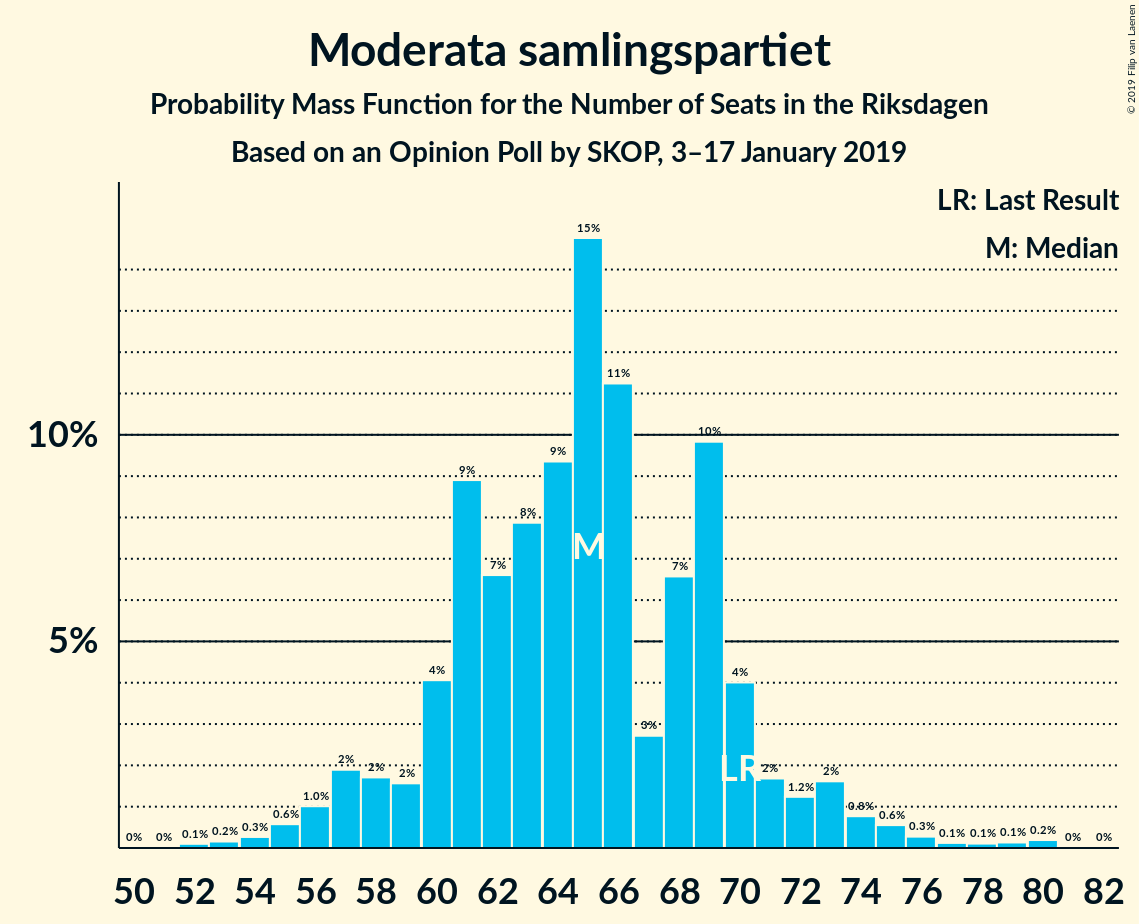 Moderata samlingspartiet
Probability Mass Function for the Number of Seats in the Riksdagen
Based on an Opinion Poll by SKOP, 3–17 January 2019
© 2019 Filip van Laenen
LR: Last Result
M: Median
10%
5%
0% 0% 0.1% 0.2% 0.3% 0.6% 1.0% 2% 2% 2% 4% 9% 7% 8% 9% 15% 11% 3% 7% 10% 4% 2% 1.2% 2% 0.8% 0.6% 0.3% 0.1% 0.1% 0.1% 0.2% 0% 0%
M
LR
50 52 54 56 58 60 62 64 66 68 70 72 74 76 78 80 82